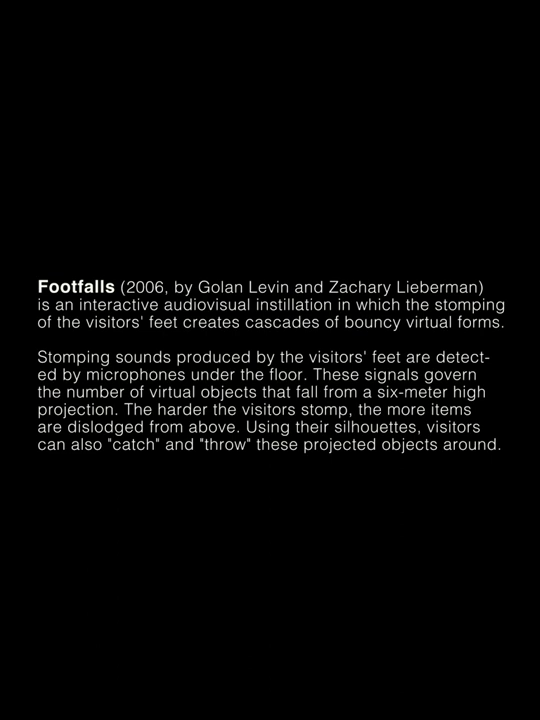 Footfalls (2006, by Golan Levin and Zachary Lieberman)
is an interactive audiovisual instillation in which the stomping
of the visitors' feet creates cascades of bouncy virtual forms.
Stomping sounds produced by the visitors' feet are detect-
ed by microphones under the floor. These signals govern
the number of virtual objects that fall from a six-meter high
projection. The harder the visitors stomp, the more items
are dislodged from above. Using their silhouettes, visitors
can also "catch" and "throw" these projected objects around.